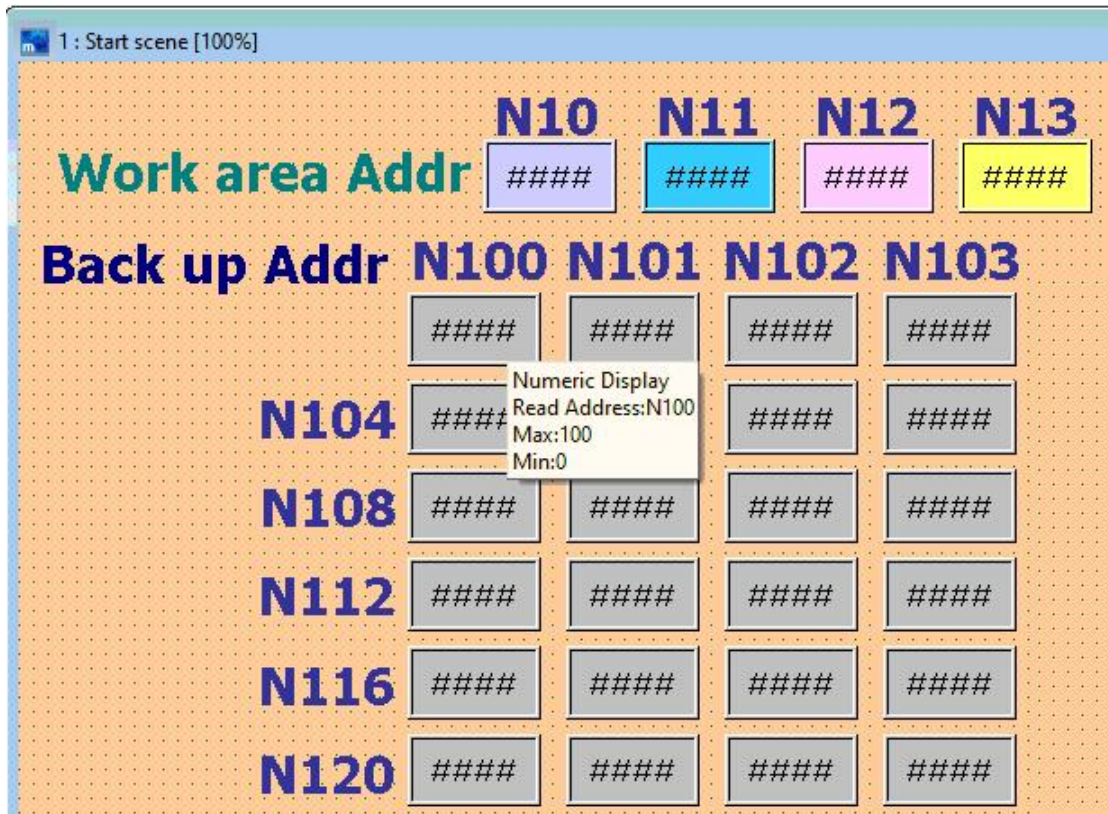 1 : Start scene [100%]
N10 N11 N12 N13
Work area Addr #### #### #### ####
Back up Addr N100 N101 N102 N103
#### #### #### ####
Numeric Display
Read Address:N100
Max:100
Min:0
N104 #### #### ####
N108 #### #### #### ####
N112 #### #### #### ####
N116 #### #### #### ####
N120 #### #### #### ####